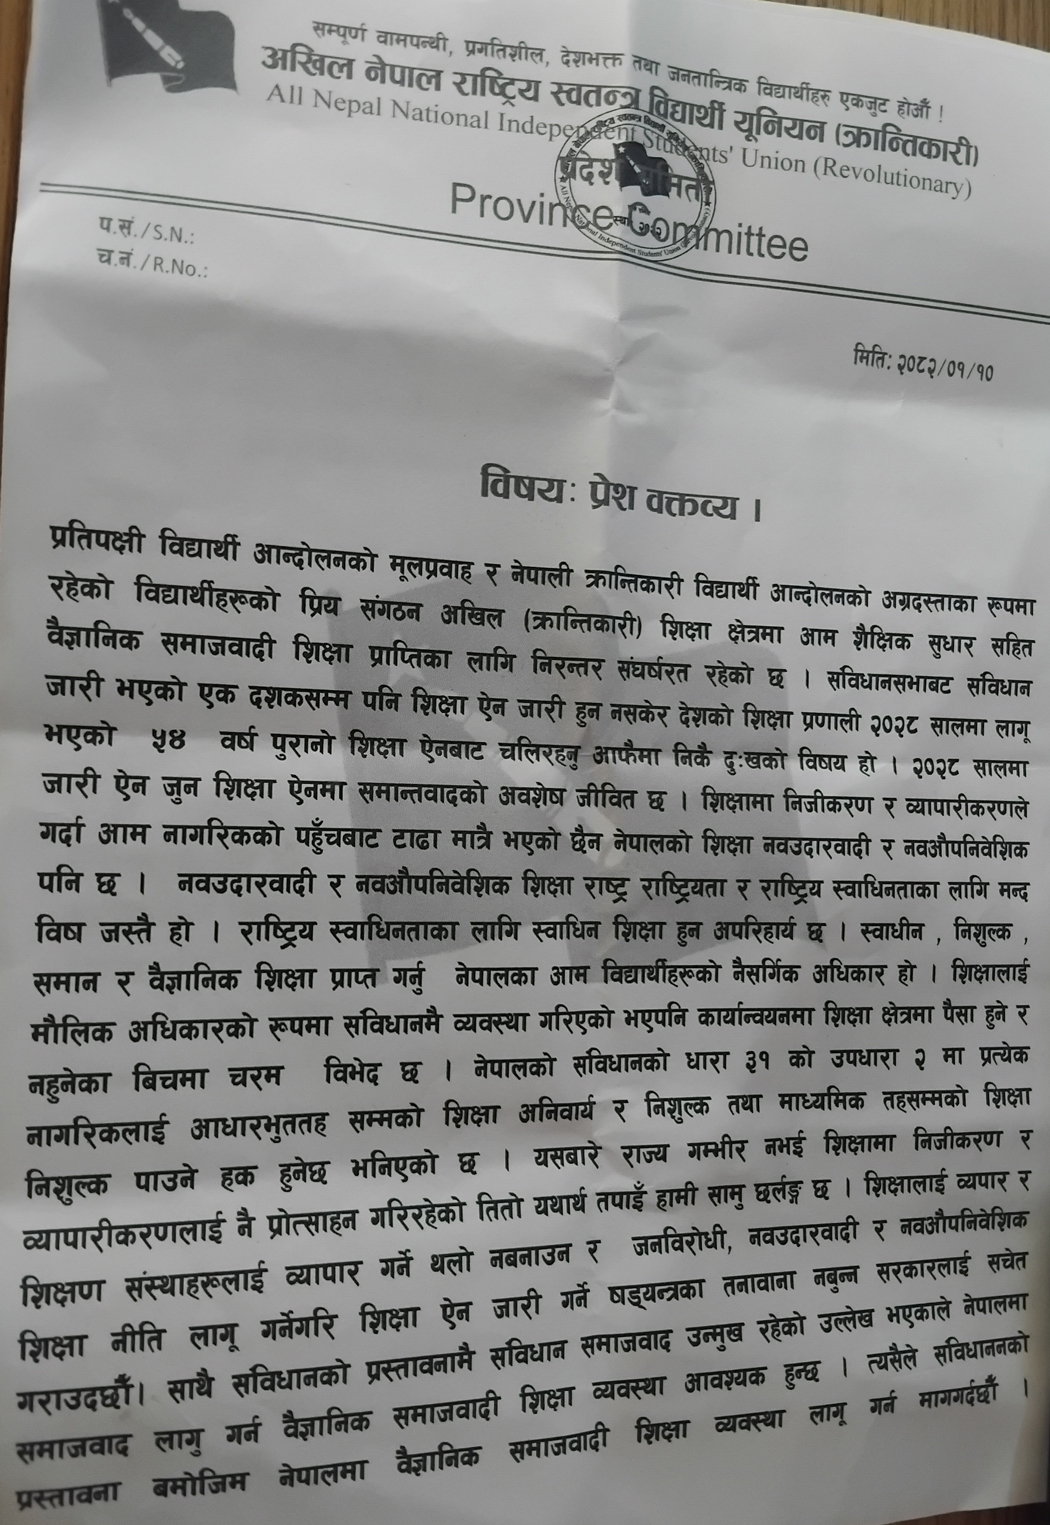 सम्पूर्ण वामपन्थी, प्रगतिशील, देशभक्त तथा जनतान्त्रिक विद्यार्थीहरु एकजुट होऔँ !
अखिल नेपाल राष्ट्रिय स्वतन्त्र विद्यार्थी यूनियन (क्रान्तिकारी)
All Nepal National Independent Students' Union (Revolutionary)
प्रदेश समिति
Province Committee
प.सं./S.N.:
च.नं./R.No.:
मिति: २०८२/०१/१०
विषय: प्रेश वक्तव्य ।
प्रतिपक्षी विद्यार्थी आन्दोलनको मूलप्रवाह र नेपाली क्रान्तिकारी विद्यार्थी आन्दोलनको अग्रदस्ताका रूपमा
रहेको विद्यार्थीहरूको प्रिय संगठन अखिल (क्रान्तिकारी) शिक्षा क्षेत्रमा आम शैक्षिक सुधार सहित
वैज्ञानिक समाजवादी शिक्षा प्राप्तिका लागि निरन्तर संघर्षरत रहेको छ । संविधानसभाबट संविधान
जारी भएको एक दशकसम्म पनि शिक्षा ऐन जारी हुन नसकेर देशको शिक्षा प्रणाली २०२८ सालमा लागू
भएको ५४ वर्ष पुरानो शिक्षा ऐनबाट चलिरहनु आफैमा निकै दुःखको विषय हो । २०२८ सालमा
जारी ऐन जुन शिक्षा ऐनमा समान्तवादको अवशेष जीवित छ । शिक्षामा निजीकरण र व्यापारीकरणले
गर्दा आम नागरिकको पहुँचबाट टाढा मात्रै भएको छैन नेपालको शिक्षा नवउदारवादी र नवऔपनिवेशिक
पनि छ । नवउदारवादी र नवऔपनिवेशिक शिक्षा राष्ट्र राष्ट्रियता र राष्ट्रिय स्वाधिनताका लागि मन्द
विष जस्तै हो । राष्ट्रिय स्वाधिनताका लागि स्वाधिन शिक्षा हुन अपरिहार्य छ । स्वाधीन , निशुल्क ,
समान र वैज्ञानिक शिक्षा प्राप्त गर्नु नेपालका आम विद्यार्थीहरूको नैसर्गिक अधिकार हो । शिक्षालाई
मौलिक अधिकारको रूपमा संविधानमै व्यवस्था गरिएको भएपनि कार्यान्वयनमा शिक्षा क्षेत्रमा पैसा हुने र
नहुनेका बिचमा चरम विभेद छ । नेपालको संविधानको धारा ३१ को उपधारा २ मा प्रत्येक
नागरिकलाई आधारभुततह सम्मको शिक्षा अनिवार्य र निशुल्क तथा माध्यमिक तहसम्मको शिक्षा
निशुल्क पाउने हक हुनेछ भनिएको छ । यसबारे राज्य गम्भीर नभई शिक्षामा निजीकरण र
व्यापारीकरणलाई नै प्रोत्साहन गरिरहेको तितो यथार्थ तपाइँ हामी सामु छर्लङ्ग छ । शिक्षालाई व्यापार र
शिक्षण संस्थाहरूलाई व्यापार गर्ने थलो नबनाउन र जनविरोधी, नवउदारवादी र नवऔपनिवेशिक
शिक्षा नीति लागू गर्नेगरि शिक्षा ऐन जारी गर्ने षड्यन्त्रका तनावाना नबुन्न सरकारलाई सचेत
गराउदछौँ। साथै संविधानको प्रस्तावनामै संविधान समाजवाद उन्मुख रहेको उल्लेख भएकाले नेपालमा
समाजवाद लागु गर्न वैज्ञानिक समाजवादी शिक्षा व्यवस्था आवश्यक हुन्छ । त्यसैले संविधाननको
प्रस्तावना बमोजिम नेपालमा वैज्ञानिक समाजवादी शिक्षा व्यवस्था लागू गर्न मागगर्दछौँ ।